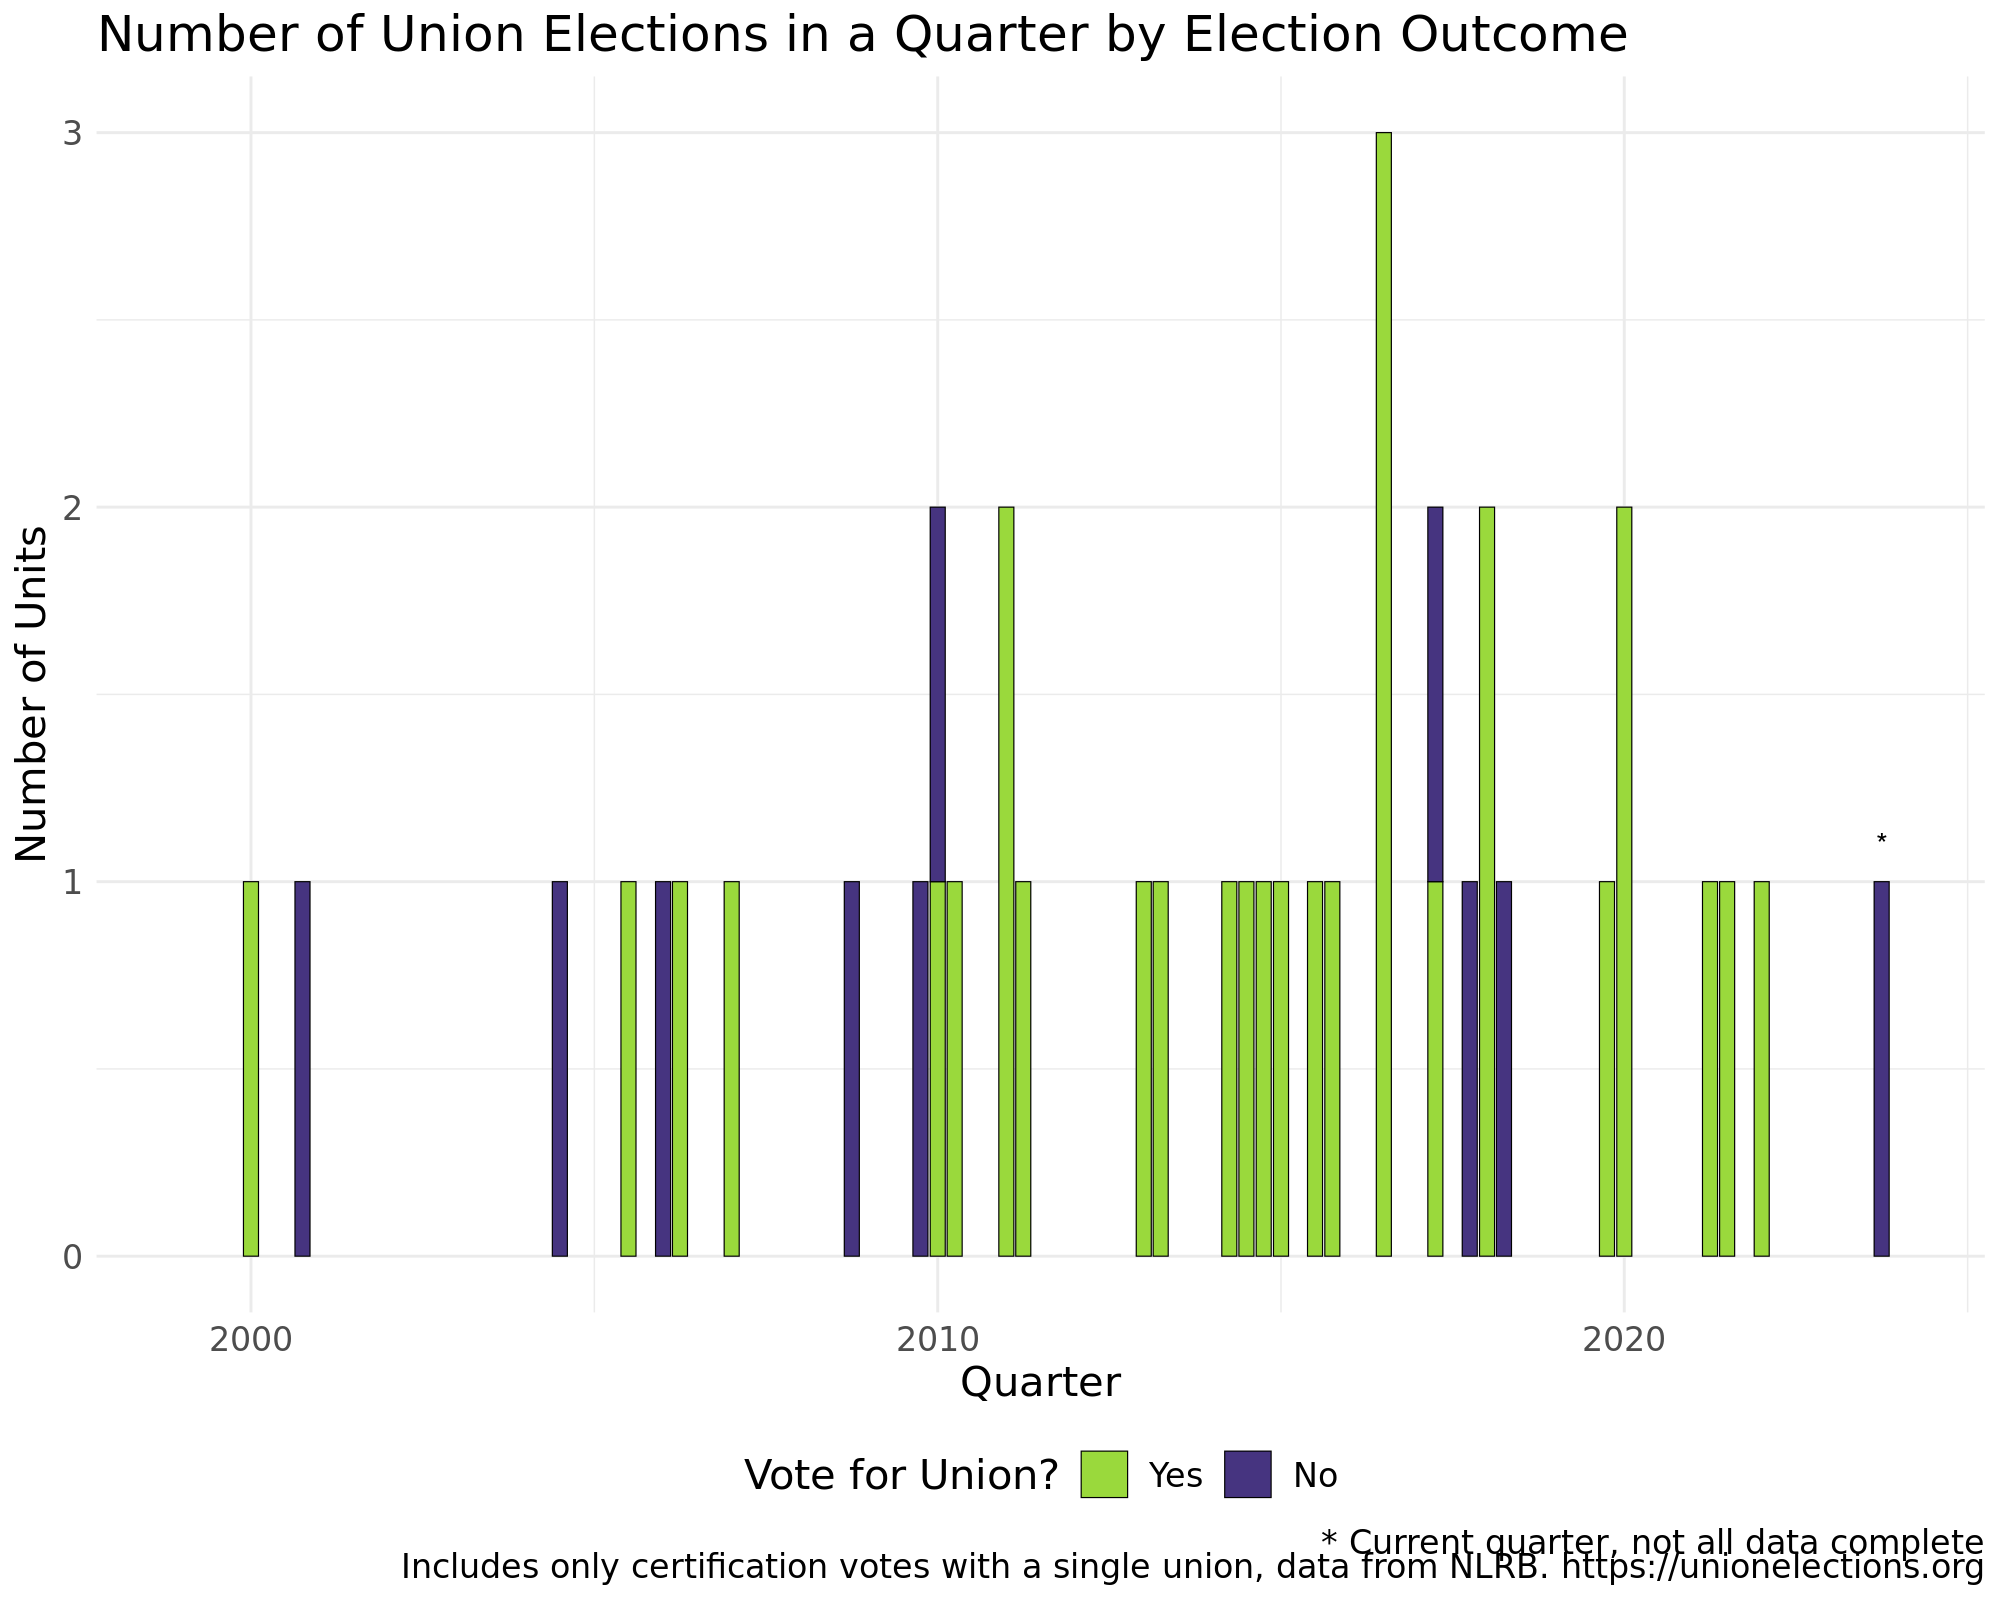 Number of Union Elections in a Quarter by Election Outcome
3
2
1
0
Number of Units
*
2000 2010 2020
Quarter
Vote for Union? Yes No
* Current quarter, not all data complete
Includes only certification votes with a single union, data from NLRB. https://unionelections.org